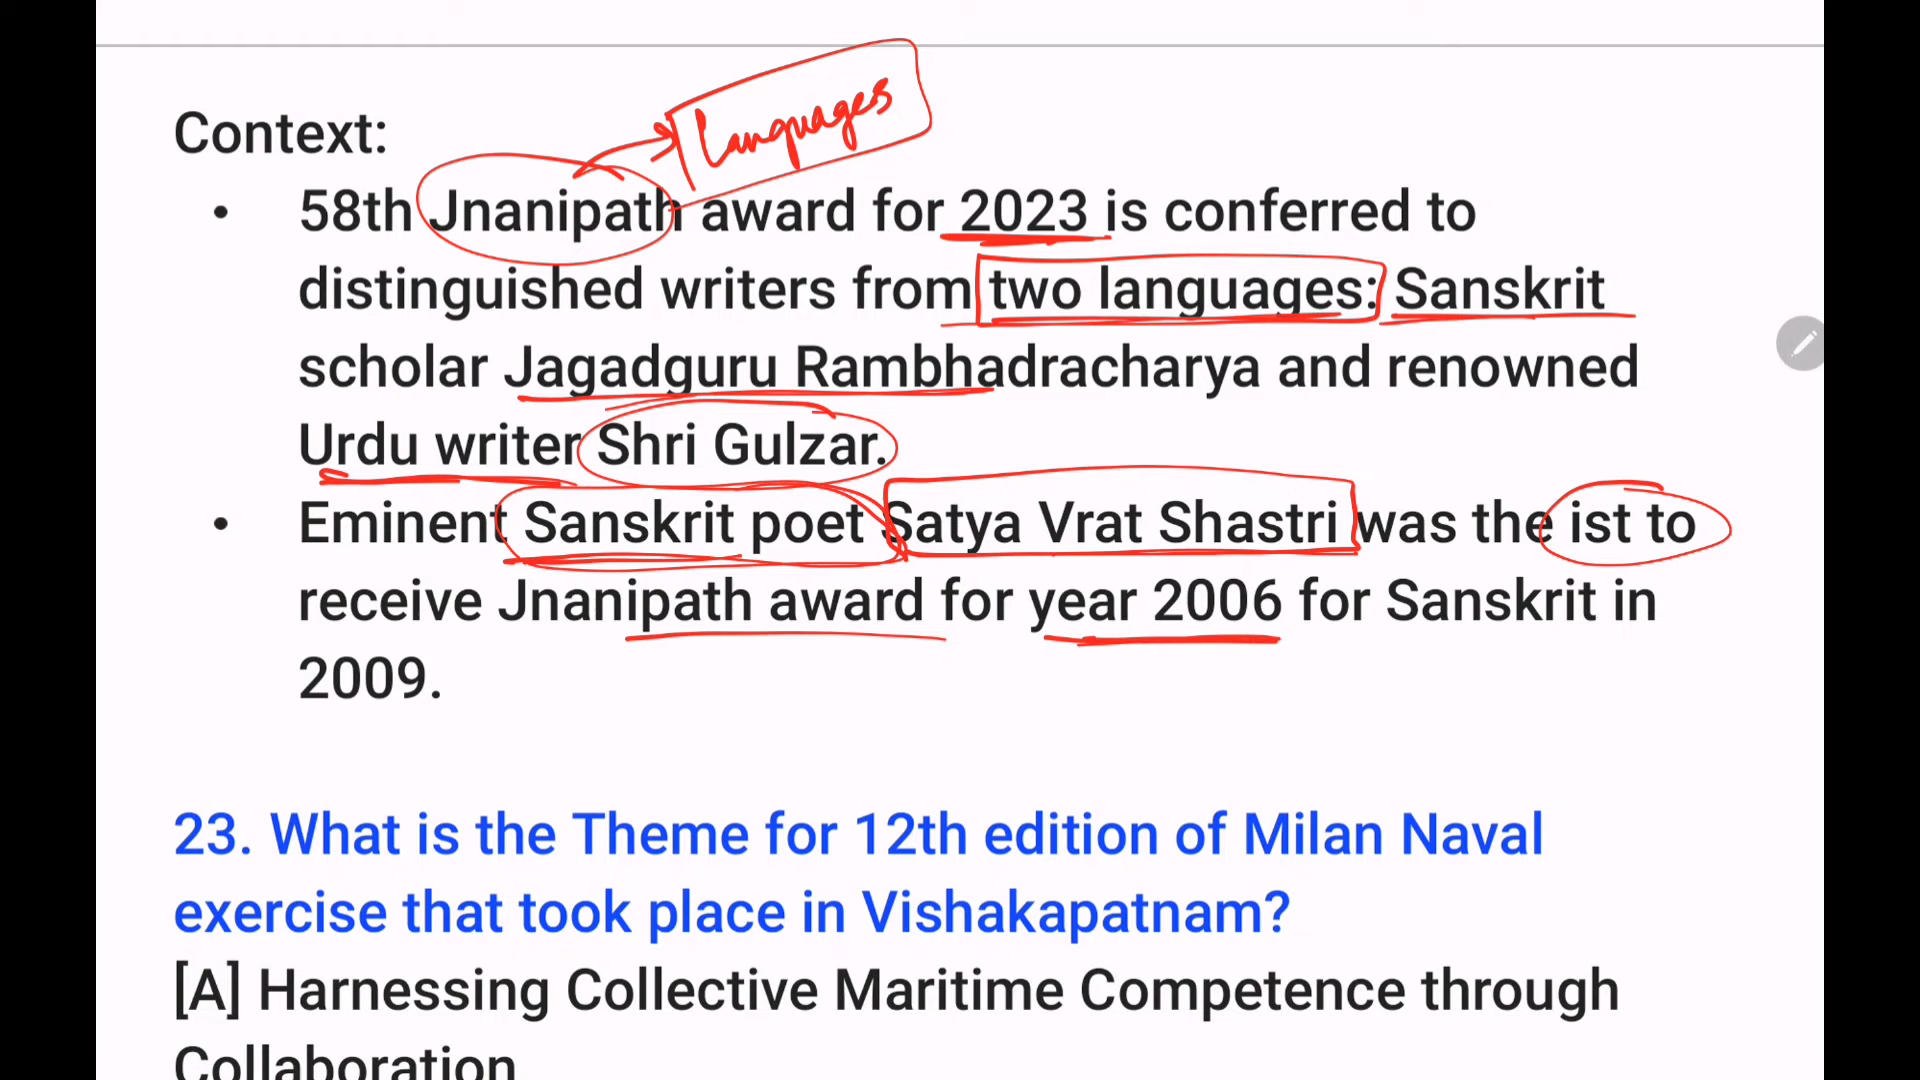 Languages
Context:
• 58th Jnanipath award for 2023 is conferred to
distinguished writers from two languages: Sanskrit
scholar Jagadguru Rambhadracharya and renowned
Urdu writer Shri Gulzar.
• Eminent Sanskrit poet Satya Vrat Shastri was the ist to
receive Jnanipath award for year 2006 for Sanskrit in
2009.
23. What is the Theme for 12th edition of Milan Naval
exercise that took place in Vishakapatnam?
[A] Harnessing Collective Maritime Competence through
Collaboration